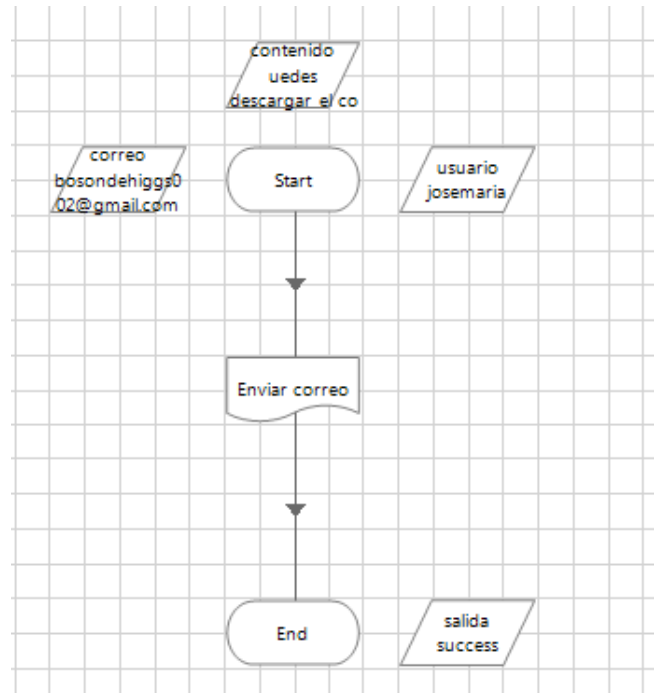 contenido
uedes
descargar el co
correo
bosondehiggs0
02@gmail.com
Start
usuario
josemaria
Enviar correo
End
salida
success